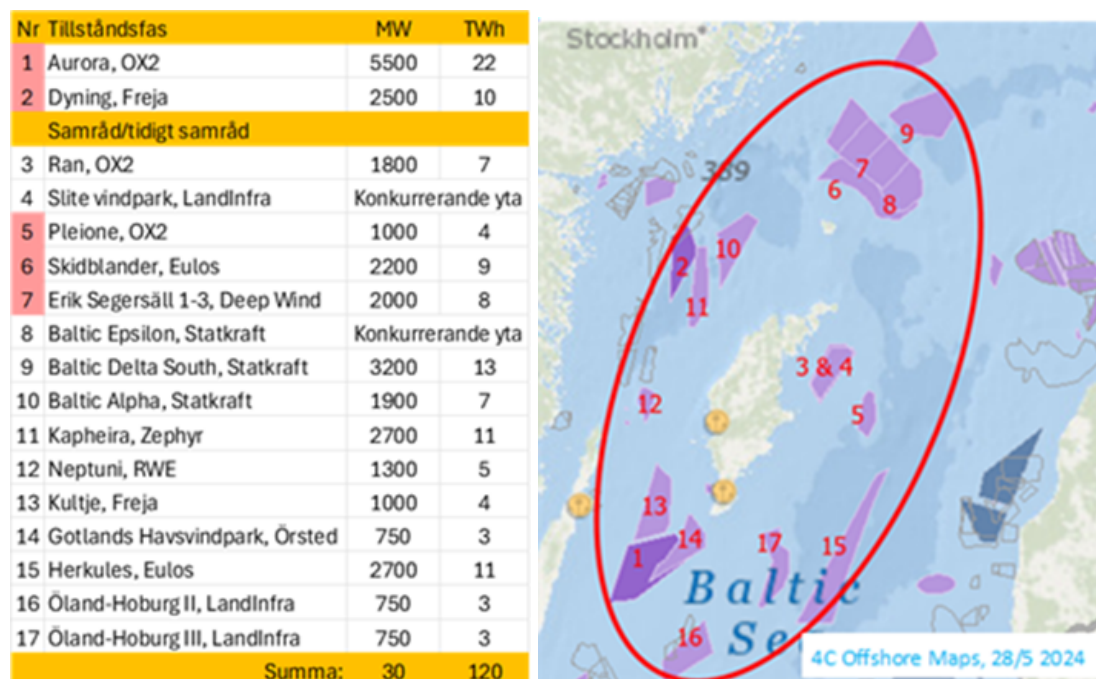 Nr Tillståndsfas MW TWh
1 Aurora, OX2 5500 22
2 Dyning, Freja 2500 10
Samråd/tidigt samråd
3 Ran, OX2 1800 7
4 Slite vindpark, LandInfra Konkurrerande yta
5 Pleione, OX2 1000 4
6 Skidblander, Eulos 2200 9
7 Erik Segersäll 1-3, Deep Wind 2000 8
8 Baltic Epsilon, Statkraft Konkurrerande yta
9 Baltic Delta South, Statkraft 3200 13
10 Baltic Alpha, Statkraft 1900 7
11 Kapheira, Zephyr 2700 11
12 Neptuni, RWE 1300 5
13 Kultje, Freja 1000 4
14 Gotlands Havsvindpark, Örsted 750 3
15 Herkules, Eulos 2700 11
16 Öland-Hoburg II, LandInfra 750 3
17 Öland-Hoburg III, LandInfra 750 3
Summa: 30 120
Stockholm
9
389
7
6
8
10
2
11
3 & 4
12
5
13
14
17
15
1
Baltic
16
4C Offshore Maps, 28/5 2024